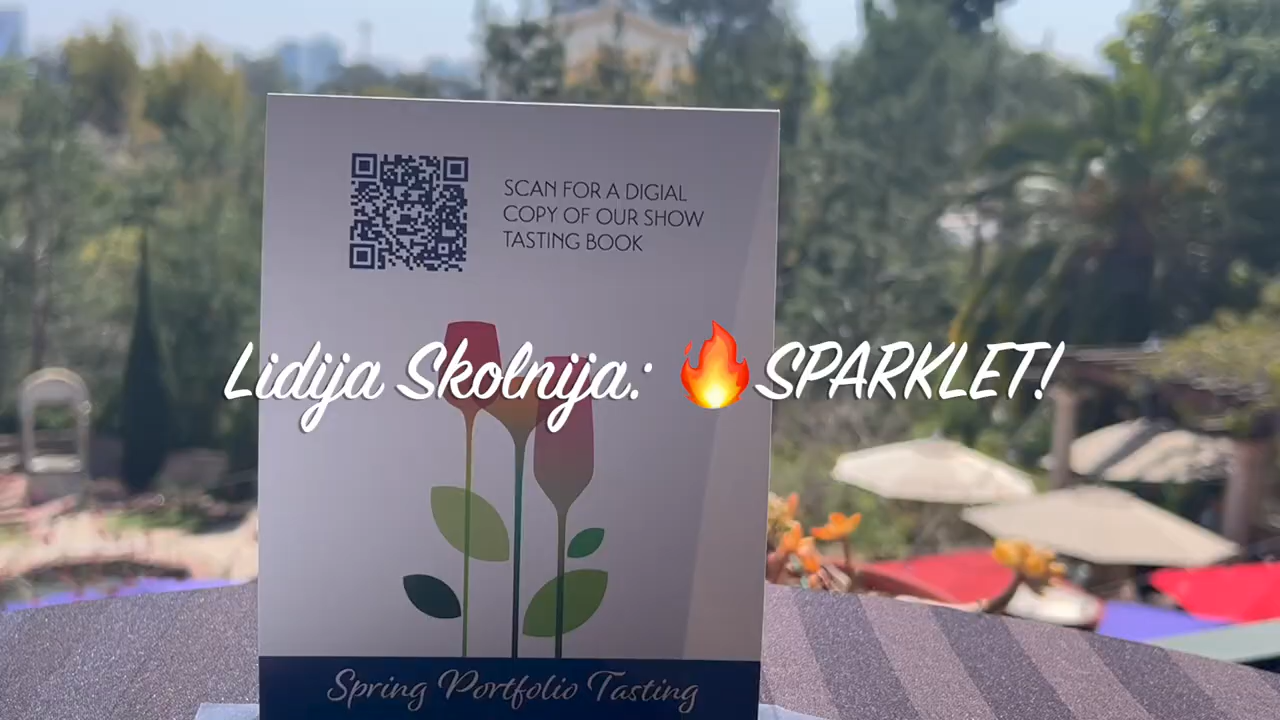 SCAN FOR A DIGIAL
COPY OF OUR SHOW
TASTING BOOK
Lidija Skolnija: 🔥SPARKLET!
Spring Portfolio Tasting